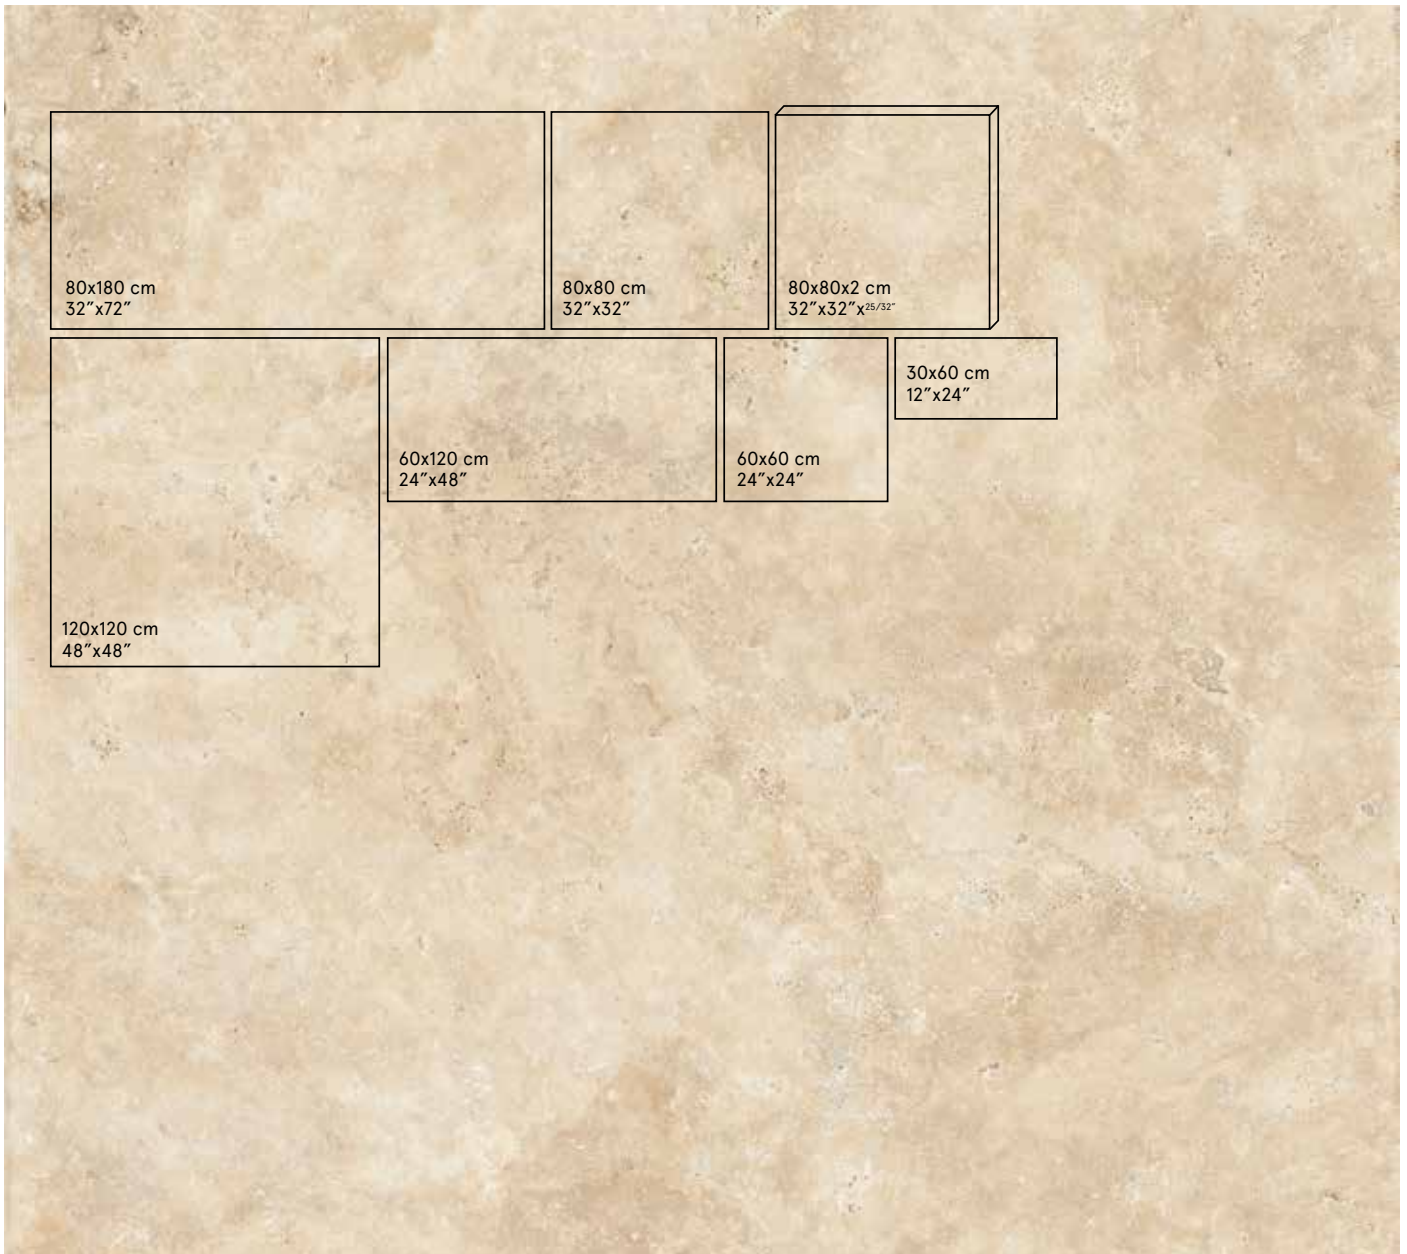 80x180 cm
32”x72”
80x80 cm
32”x32”
80x80x2 cm
32”x32”x25/32”
120x120 cm
48”x48”
60x120 cm
24”x48”
60x60 cm
24”x24”
30x60 cm
12”x24”